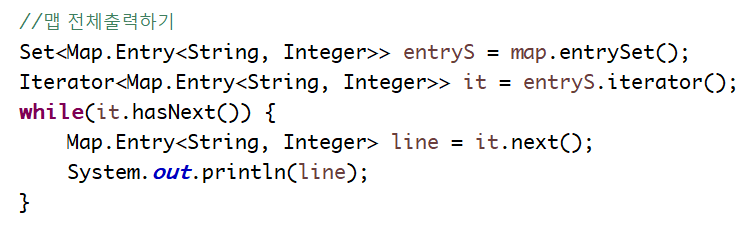 //맵 전체출력하기
Set<Map.Entry<String, Integer>> entryS = map.entrySet();
Iterator<Map.Entry<String, Integer>> it = entryS.iterator();
while(it.hasNext()) {
    Map.Entry<String, Integer> line = it.next();
    System.out.println(line);
}